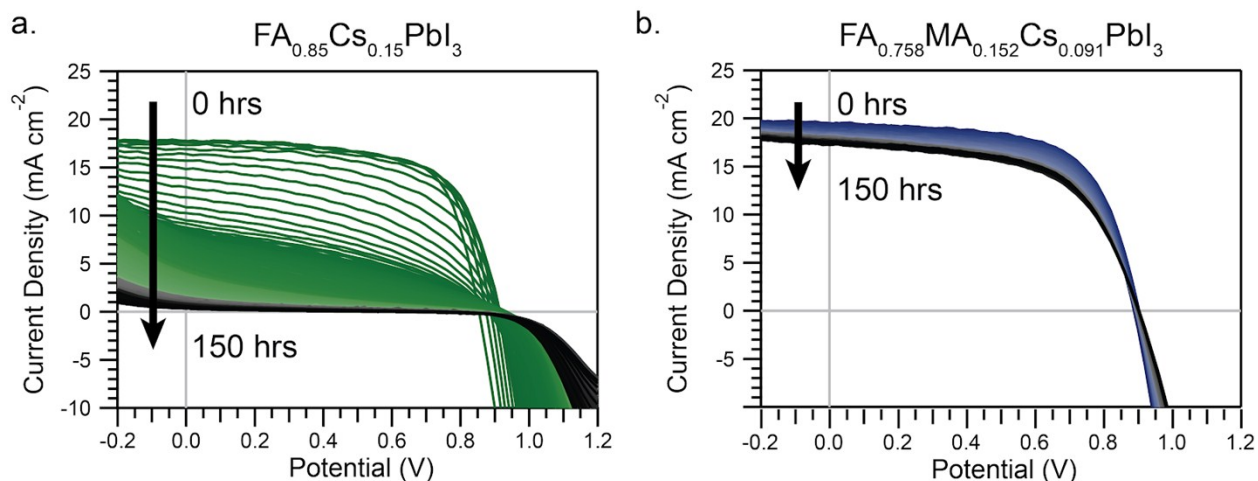 a.
FA₀.₈₅Cs₀.₁₅PbI₃
25
20
15
10
5
0
-5
-10
Current Density (mA cm⁻²)
0 hrs
150 hrs
-0.2 0.0 0.2 0.4 0.6 0.8 1.0 1.2
Potential (V)
b.
FA₀.₇₅₈MA₀.₁₅₂Cs₀.₀₉₁PbI₃
25
20
15
10
5
0
-5
Current Density (mA cm⁻²)
0 hrs
150 hrs
-0.2 0.0 0.2 0.4 0.6 0.8 1.0 1.2
Potential (V)